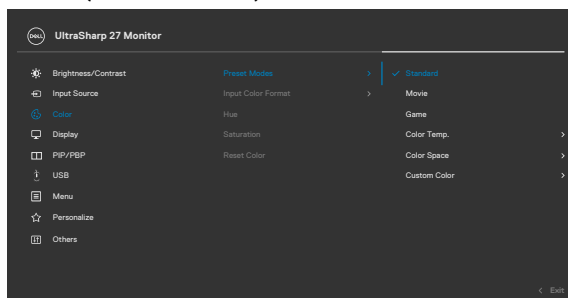 DELL UltraSharp 27 Monitor
Brightness/Contrast Preset Modes > ✓ Standard
Input Source Input Color Format > Movie
Color Hue Game
Display Saturation Color Temp. >
PIP/PBP Reset Color Color Space >
USB Custom Color >
Menu
Personalize
Others
< Exit